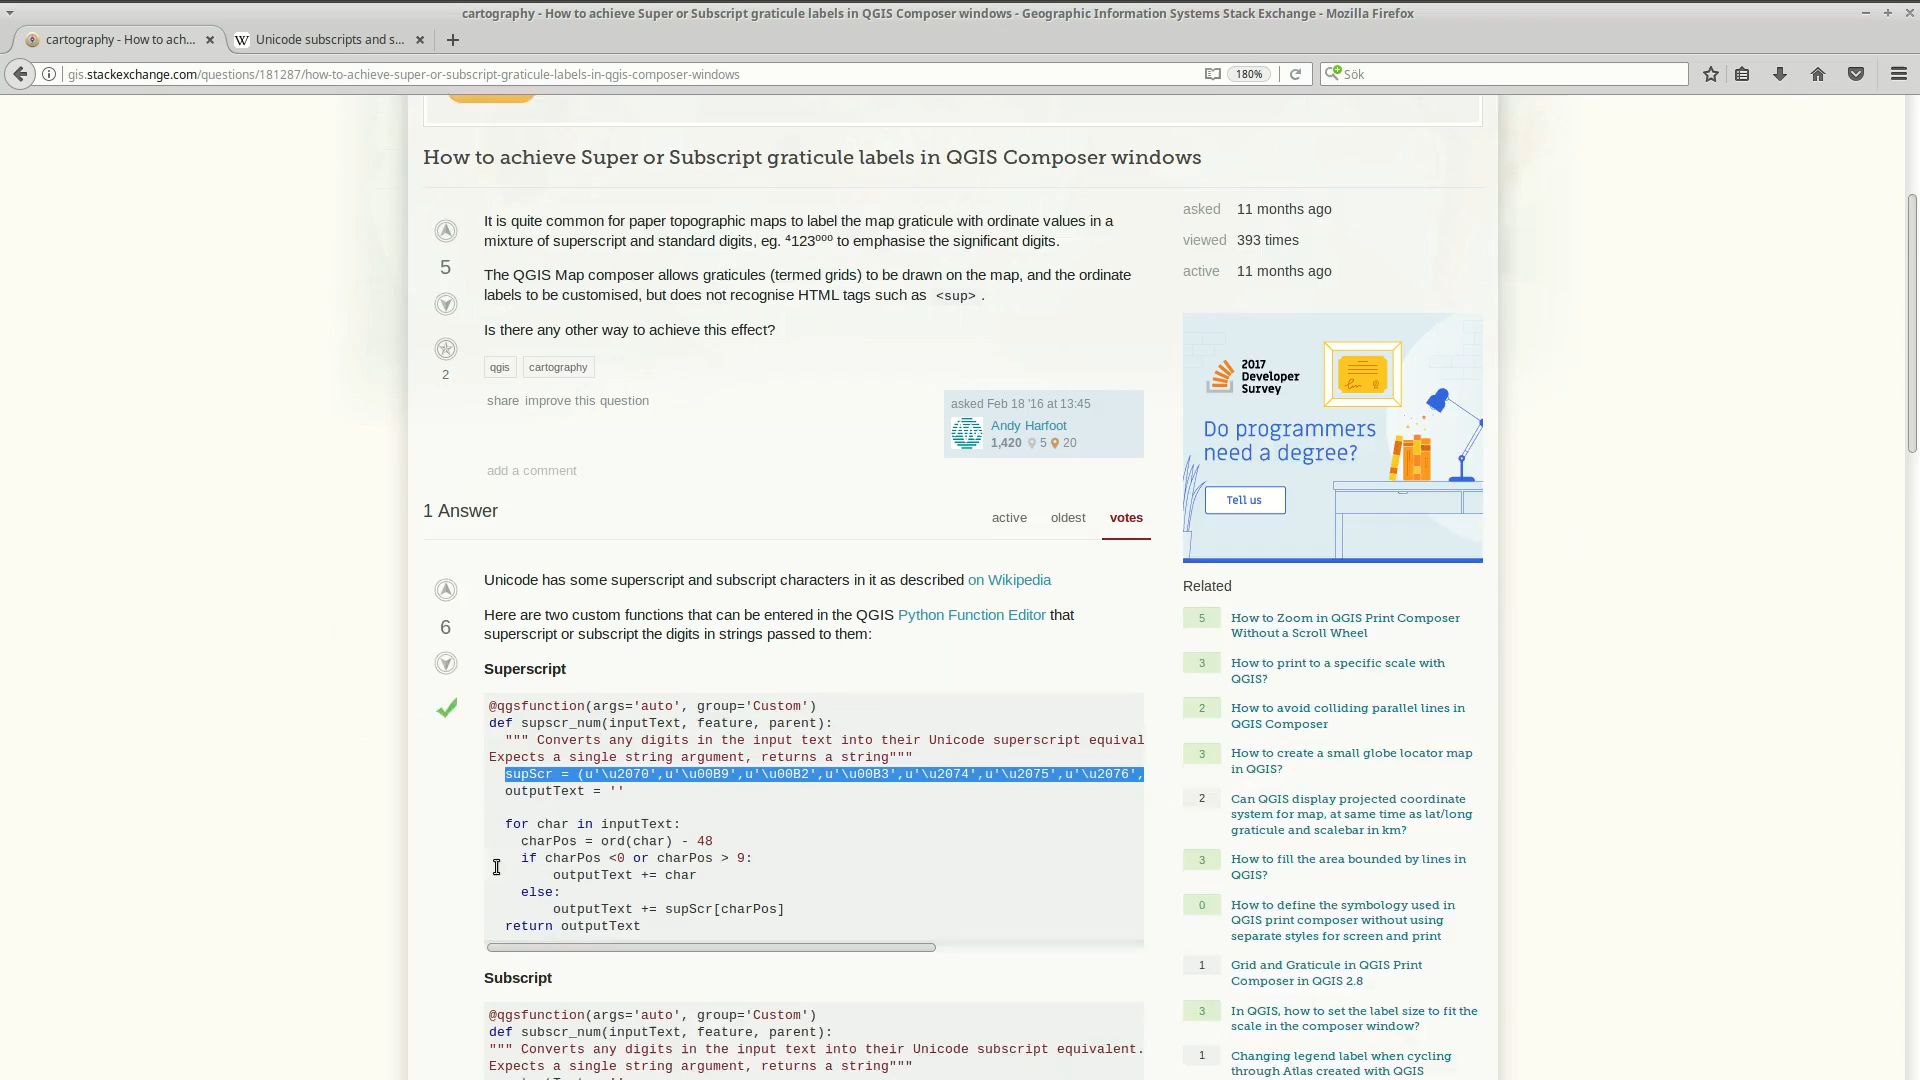 cartography - How to achieve Super or Subscript graticule labels in QGIS Composer windows - Geographic Information Systems Stack Exchange - Mozilla Firefox
cartography - How to ach...
Unicode subscripts and s...
gis.stackexchange.com/questions/181287/how-to-achieve-super-or-subscript-graticule-labels-in-qgis-composer-windows
180%
Sök
How to achieve Super or Subscript graticule labels in QGIS Composer windows
It is quite common for paper topographic maps to label the map graticule with ordinate values in a
mixture of superscript and standard digits, eg. ⁴123⁰⁰⁰ to emphasise the significant digits.
5
The QGIS Map composer allows graticules (termed grids) to be drawn on the map, and the ordinate
labels to be customised, but does not recognise HTML tags such as <sup> .
Is there any other way to achieve this effect?
2
qgis
cartography
share improve this question
asked Feb 18 '16 at 13:45
Andy Harfoot
1,420 5 20
add a comment
asked 11 months ago
viewed 393 times
active 11 months ago
2017
Developer
Survey
Do programmers
need a degree?
Tell us
1 Answer
active oldest votes
Unicode has some superscript and subscript characters in it as described on Wikipedia
6
Here are two custom functions that can be entered in the QGIS Python Function Editor that
superscript or subscript the digits in strings passed to them:
Superscript
@qgsfunction(args='auto', group='Custom')
def supscr_num(inputText, feature, parent):
""" Converts any digits in the input text into their Unicode superscript equival
Expects a single string argument, returns a string"""
supScr = (u'\u2070',u'\u00B9',u'\u00B2',u'\u00B3',u'\u2074',u'\u2075',u'\u2076',
outputText = ''
for char in inputText:
charPos = ord(char) - 48
if charPos <0 or charPos > 9:
outputText += char
else:
outputText += supScr[charPos]
return outputText
Subscript
@qgsfunction(args='auto', group='Custom')
def subscr_num(inputText, feature, parent):
""" Converts any digits in the input text into their Unicode subscript equivalent.
Expects a single string argument, returns a string"""
Related
5 How to Zoom in QGIS Print Composer
Without a Scroll Wheel
3 How to print to a specific scale with
QGIS?
2 How to avoid colliding parallel lines in
QGIS Composer
3 How to create a small globe locator map
in QGIS?
2 Can QGIS display projected coordinate
system for map, at same time as lat/long
graticule and scalebar in km?
3 How to fill the area bounded by lines in
QGIS?
0 How to define the symbology used in
QGIS print composer without using
separate styles for screen and print
1 Grid and Graticule in QGIS Print
Composer in QGIS 2.8
3 In QGIS, how to set the label size to fit the
scale in the composer window?
1 Changing legend label when cycling
through Atlas created with QGIS